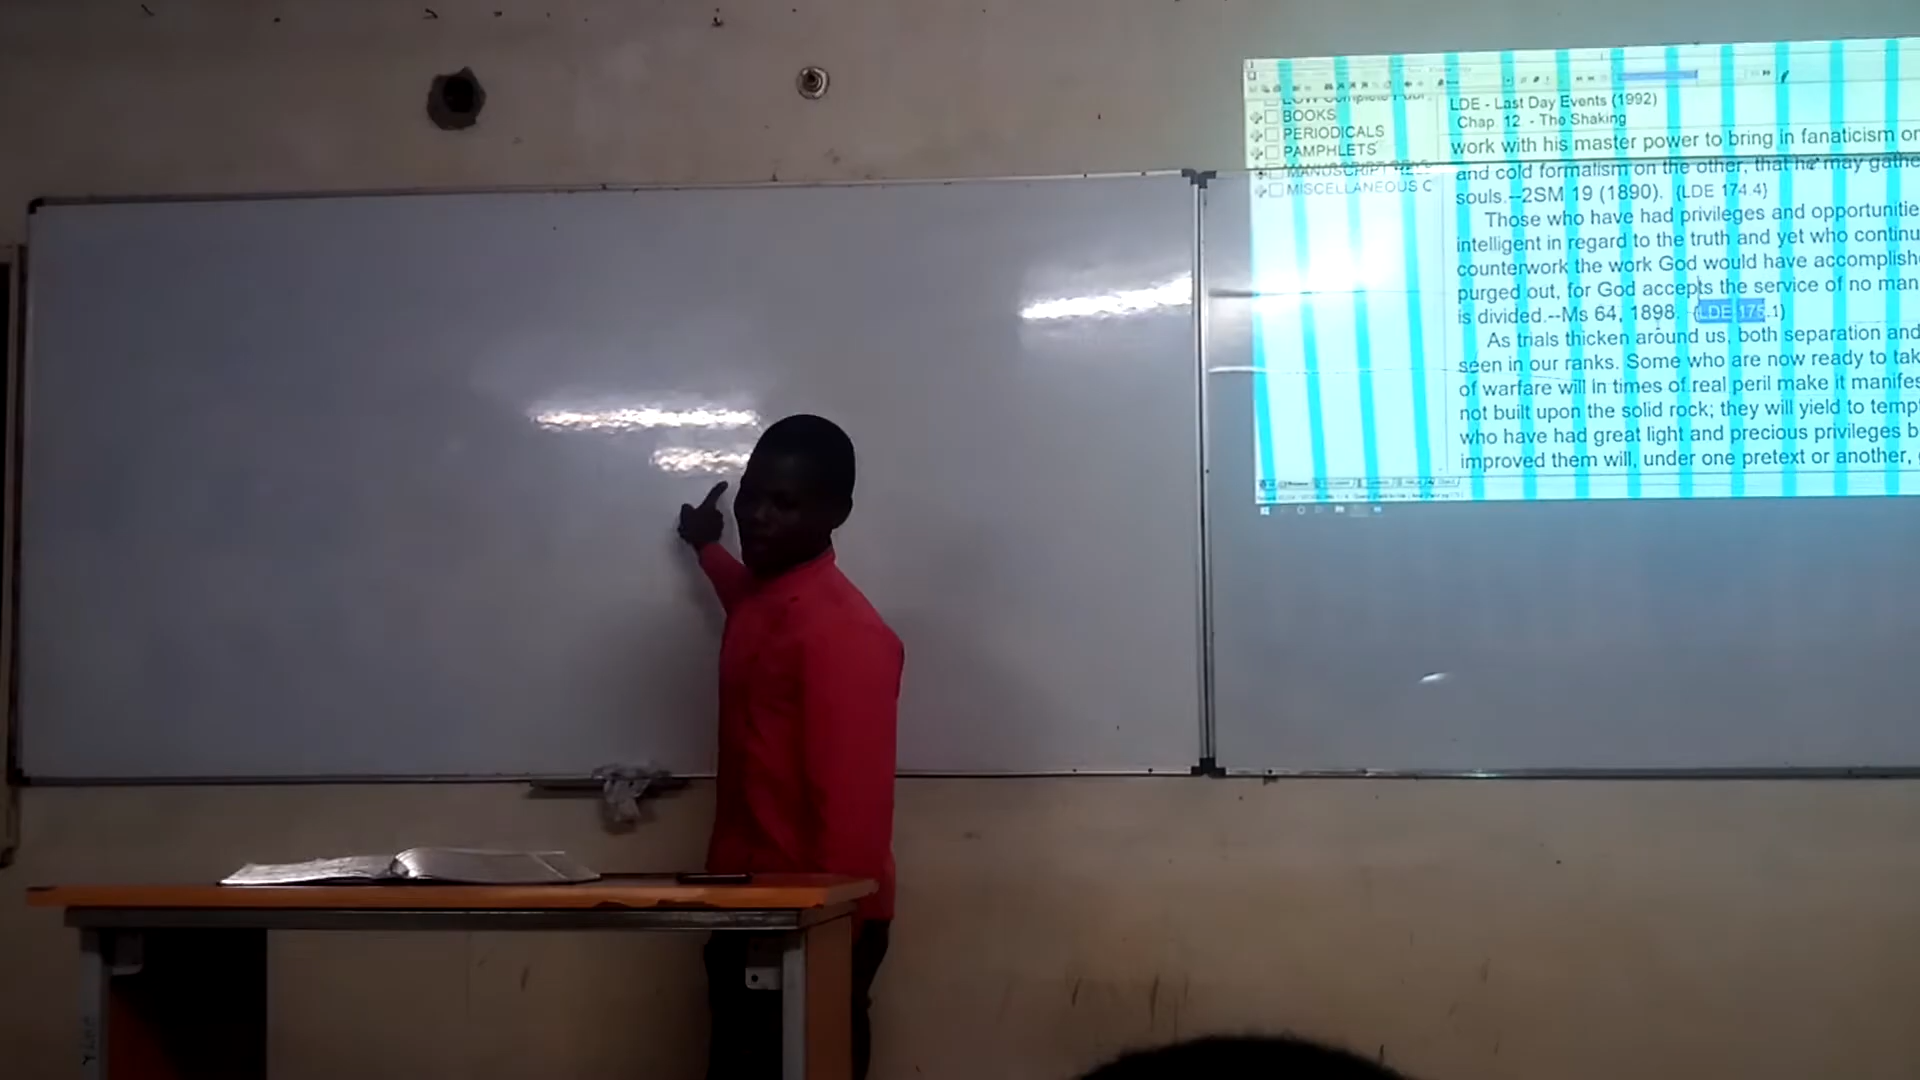 BOOKS
PERIODICALS
PAMPHLETS
MISCELLANEOUS C
LDE - Last Day Events (1992)
Chap 12 - The Shaking
work with his master power to bring in fanaticism on
and cold formalism on the other, that he may gathe
souls.--2SM 19 (1890). {LDE 174.4}
Those who have had privileges and opportunitie
intelligent in regard to the truth and yet who continu
counterwork the work God would have accomplish
purged out, for God accepts the service of no man
is divided.--Ms 64, 1898. {LDE 175.1}
As trials thicken around us, both separation and
seen in our ranks. Some who are now ready to tak
of warfare will in times of real peril make it manifes
not built upon the solid rock; they will yield to temp
who have had great light and precious privileges b
improved them will, under one pretext or another,